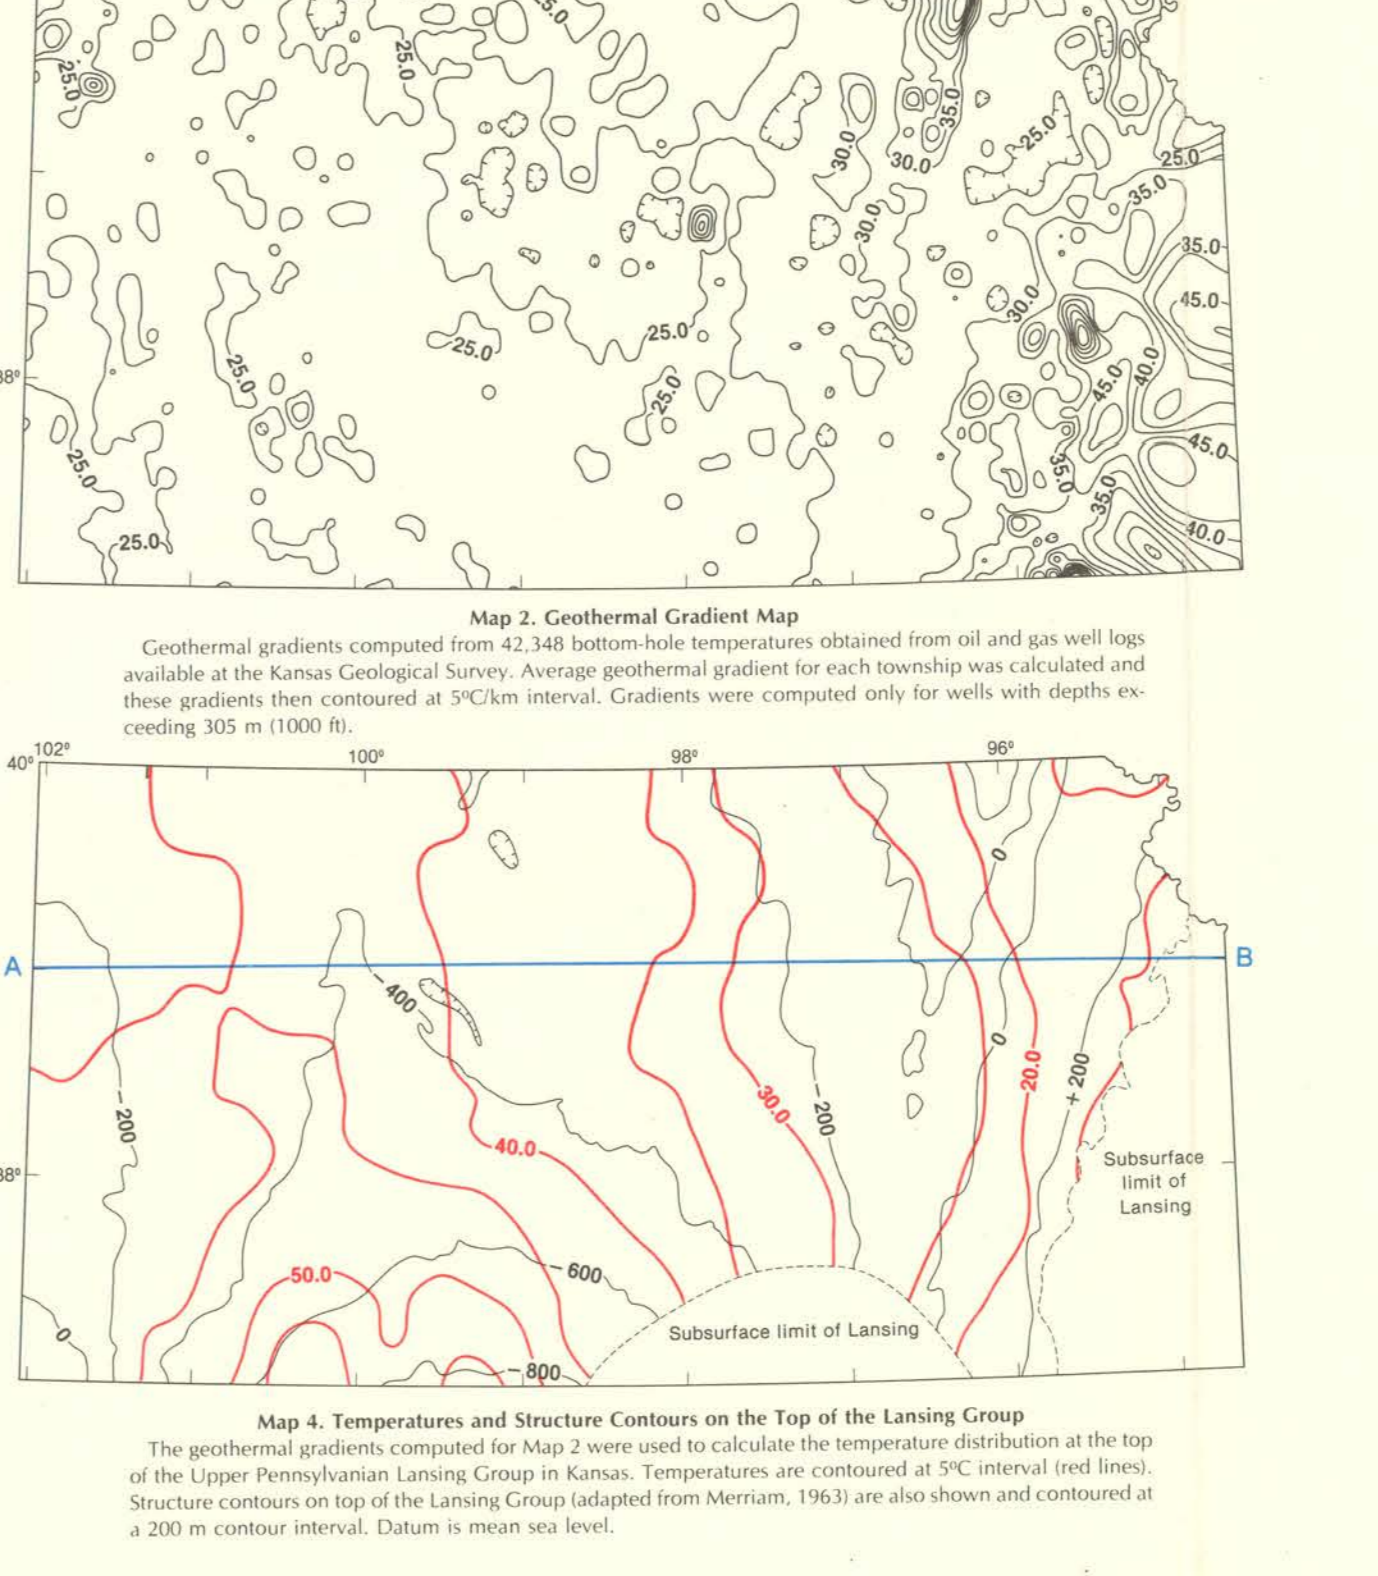 25.0
25.0
25.0
35.0
30.0
30.0
25.0
25.0
35.0
30.0
35.0
45.0
30.0
25.0
25.0
25.0
25.0
45.0
40.0
25.0
45.0
35.0
35.0
40.0
25.0
Map 2. Geothermal Gradient Map
Geothermal gradients computed from 42,348 bottom-hole temperatures obtained from oil and gas well logs
available at the Kansas Geological Survey. Average geothermal gradient for each township was calculated and
these gradients then contoured at 5ºC/km interval. Gradients were computed only for wells with depths ex-
ceeding 305 m (1000 ft).
40º
102º
100º
98º
96º
0
A
B
-400
0
20.0
+200
30.0
-200
-200
40.0
Subsurface
limit of
Lansing
50.0
-600
0
Subsurface limit of Lansing
-800
Map 4. Temperatures and Structure Contours on the Top of the Lansing Group
The geothermal gradients computed for Map 2 were used to calculate the temperature distribution at the top
of the Upper Pennsylvanian Lansing Group in Kansas. Temperatures are contoured at 5ºC interval (red lines).
Structure contours on top of the Lansing Group (adapted from Merriam, 1963) are also shown and contoured at
a 200 m contour interval. Datum is mean sea level.